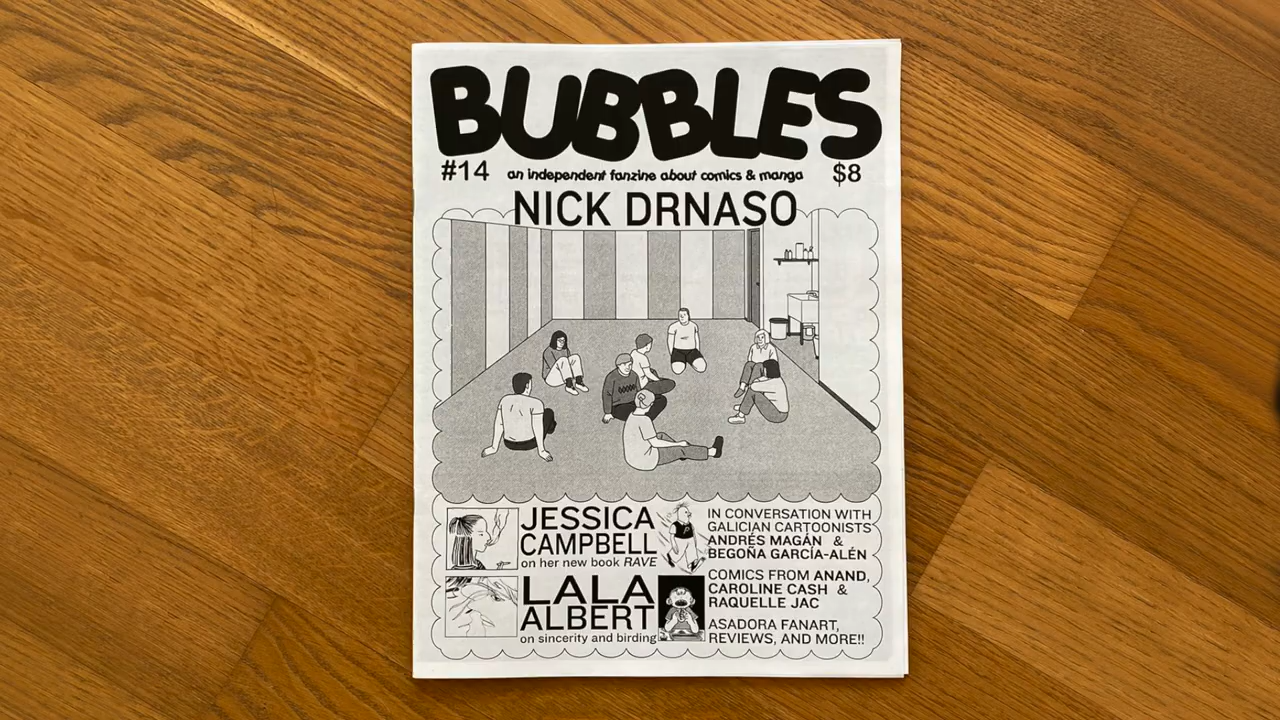 BUBBLES
#14 an independent fanzine about comics & manga $8
NICK DRNASO
JESSICA
CAMPBELL
on her new book RAVE
LALA
ALBERT
on sincerity and birding
IN CONVERSATION WITH
GALICIAN CARTOONISTS
ANDRÉS MAGÁN &
BEGOÑA GARCÍA-ALÉN
COMICS FROM ANAND,
CAROLINE CASH &
RAQUELLE JAC
ASADORA FANART,
REVIEWS, AND MORE!!